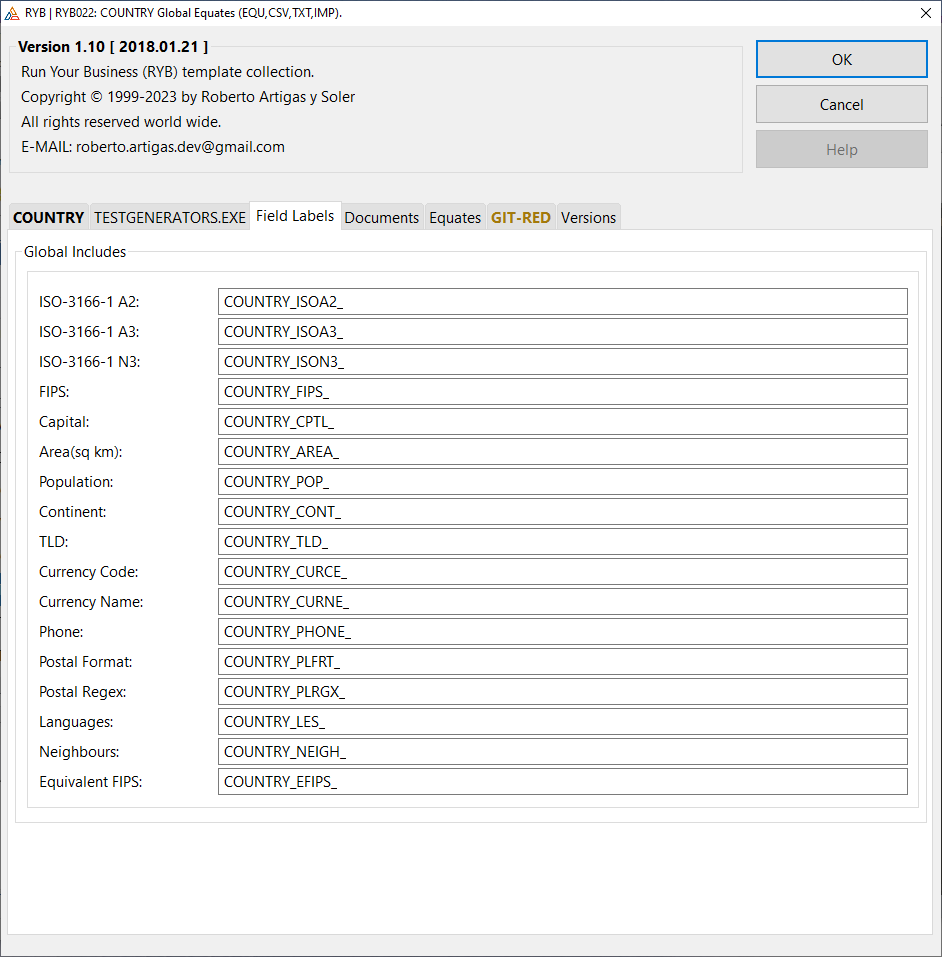 RYB | RYB022: COUNTRY Global Equates (EQU,CSV,TXT,IMP).
Version 1.10 [ 2018.01.21 ]
Run Your Business (RYB) template collection.
Copyright © 1999-2023 by Roberto Artigas y Soler
All rights reserved world wide.
E-MAIL: roberto.artigas.dev@gmail.com
OK
Cancel
Help
COUNTRY TESTGENERATORS.EXE Field Labels Documents Equates GIT-RED Versions
Global Includes
ISO-3166-1 A2: COUNTRY_ISOA2_
ISO-3166-1 A3: COUNTRY_ISOA3_
ISO-3166-1 N3: COUNTRY_ISON3_
FIPS: COUNTRY_FIPS_
Capital: COUNTRY_CPTL_
Area(sq km): COUNTRY_AREA_
Population: COUNTRY_POP_
Continent: COUNTRY_CONT_
TLD: COUNTRY_TLD_
Currency Code: COUNTRY_CURCE_
Currency Name: COUNTRY_CURNE_
Phone: COUNTRY_PHONE_
Postal Format: COUNTRY_PLFRT_
Postal Regex: COUNTRY_PLRGX_
Languages: COUNTRY_LES_
Neighbours: COUNTRY_NEIGH_
Equivalent FIPS: COUNTRY_EFIPS_